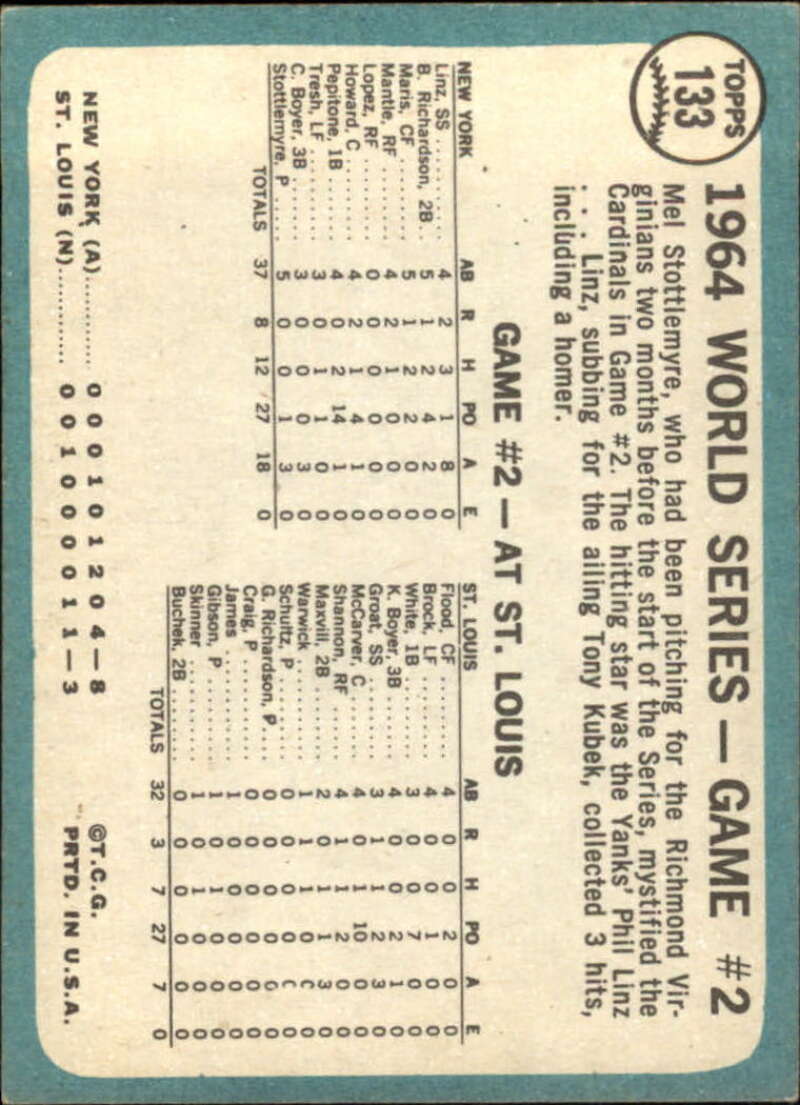 TOPPS
133
1964 WORLD SERIES — GAME #2
Mel Stottlemyre, who had been pitching for the Richmond Vir-
ginians two months before the start of the Series, mystified the
Cardinals in Game #2. The hitting star was the Yanks' Phil Linz
. . . Linz, subbing for the ailing Tony Kubek, collected 3 hits,
including a homer.
GAME #2 — AT ST. LOUIS
NEW YORK AB R H PO A E
Linz, SS 4 2 3 1 8 0
B. Richardson, 2B 5 1 2 4 2 0
Maris, CF 5 1 2 2 0 0
Mantle, RF 4 2 1 0 0 0
Lopez, RF 0 0 0 0 0 0
Howard, C 4 2 1 4 1 0
Pepitone, 1B 4 0 2 14 1 0
Tresh, LF 3 0 1 1 0 0
C. Boyer, 3B 3 0 0 0 3 0
Stottlemyre, P 5 0 0 1 3 0
TOTALS 37 8 12 27 18 0
ST. LOUIS AB R H PO A E
Flood, CF 4 0 0 2 0 0
Brock, LF 4 0 0 1 0 0
White, 1B 3 0 0 7 0 0
K. Boyer, 3B 4 0 0 2 1 0
Groat, SS 3 1 1 2 3 0
McCarver, C 4 0 1 10 0 0
Shannon, RF 4 1 1 2 0 0
Maxvill, 2B 2 0 1 1 3 0
Warwick 1 1 1 0 0 0
Schultz, P 0 0 0 0 0 0
G. Richardson, P 0 0 0 0 0 0
Craig, P 0 0 0 0 0 0
James 1 0 0 0 0 0
Gibson, P 1 0 1 0 0 0
Skinner 1 0 1 0 0 0
Buchek, 2B 0 0 0 0 0 0
TOTALS 32 3 7 27 7 0
NEW YORK (A) 0 0 0 1 0 1 2 0 4 — 8
ST. LOUIS (N) 0 0 1 0 0 0 0 1 1 — 3
©T.C.G.
PRTD. IN U.S.A.